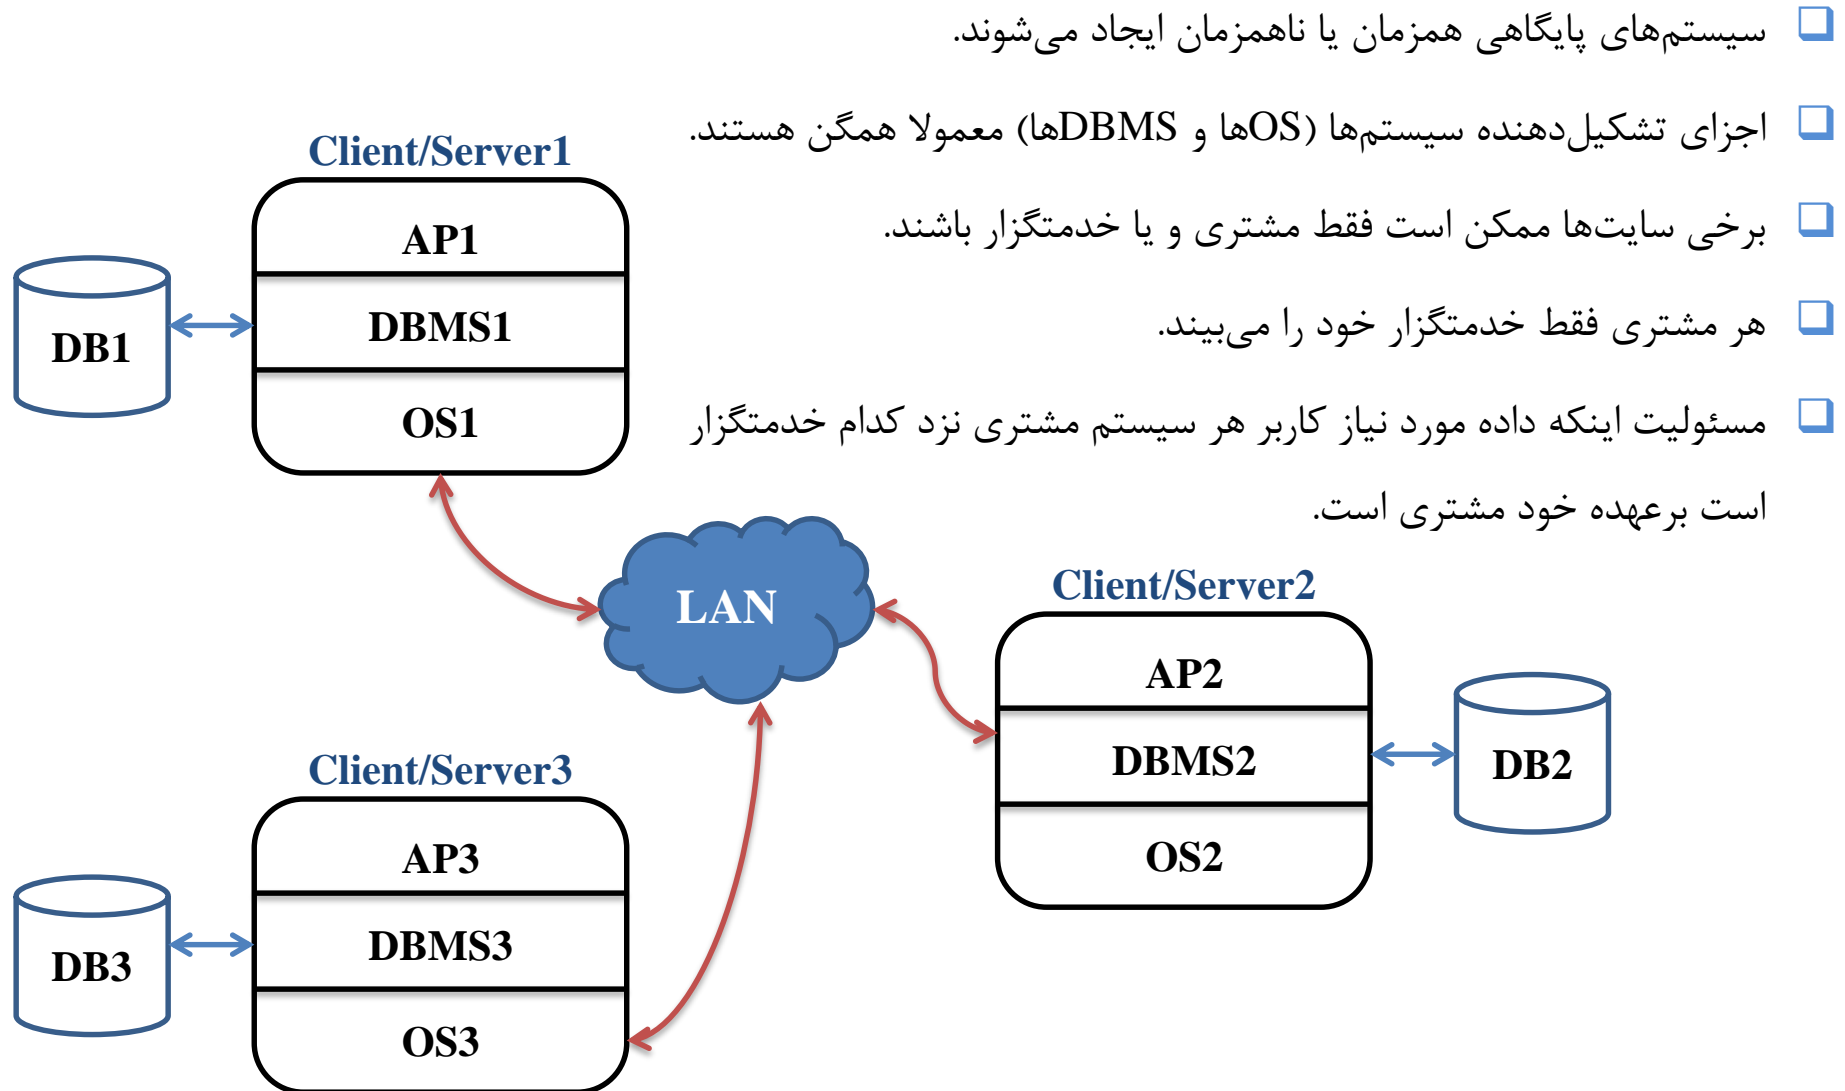 سیستم‌های پایگاهی همزمان یا ناهمزمان ایجاد می‌شوند.
اجزای تشکیل‌دهنده سیستم‌ها (OSها و DBMSها) معمولا همگن هستند.
برخی سایت‌ها ممکن است فقط مشتری و یا خدمتگزار باشند.
هر مشتری فقط خدمتگزار خود را می‌بیند.
مسئولیت اینکه داده مورد نیاز کاربر هر سیستم مشتری نزد کدام خدمتگزار
است برعهده خود مشتری است.
Client/Server1
AP1
DBMS1
OS1
DB1
LAN
Client/Server2
AP2
DBMS2
OS2
DB2
Client/Server3
AP3
DBMS3
OS3
DB3